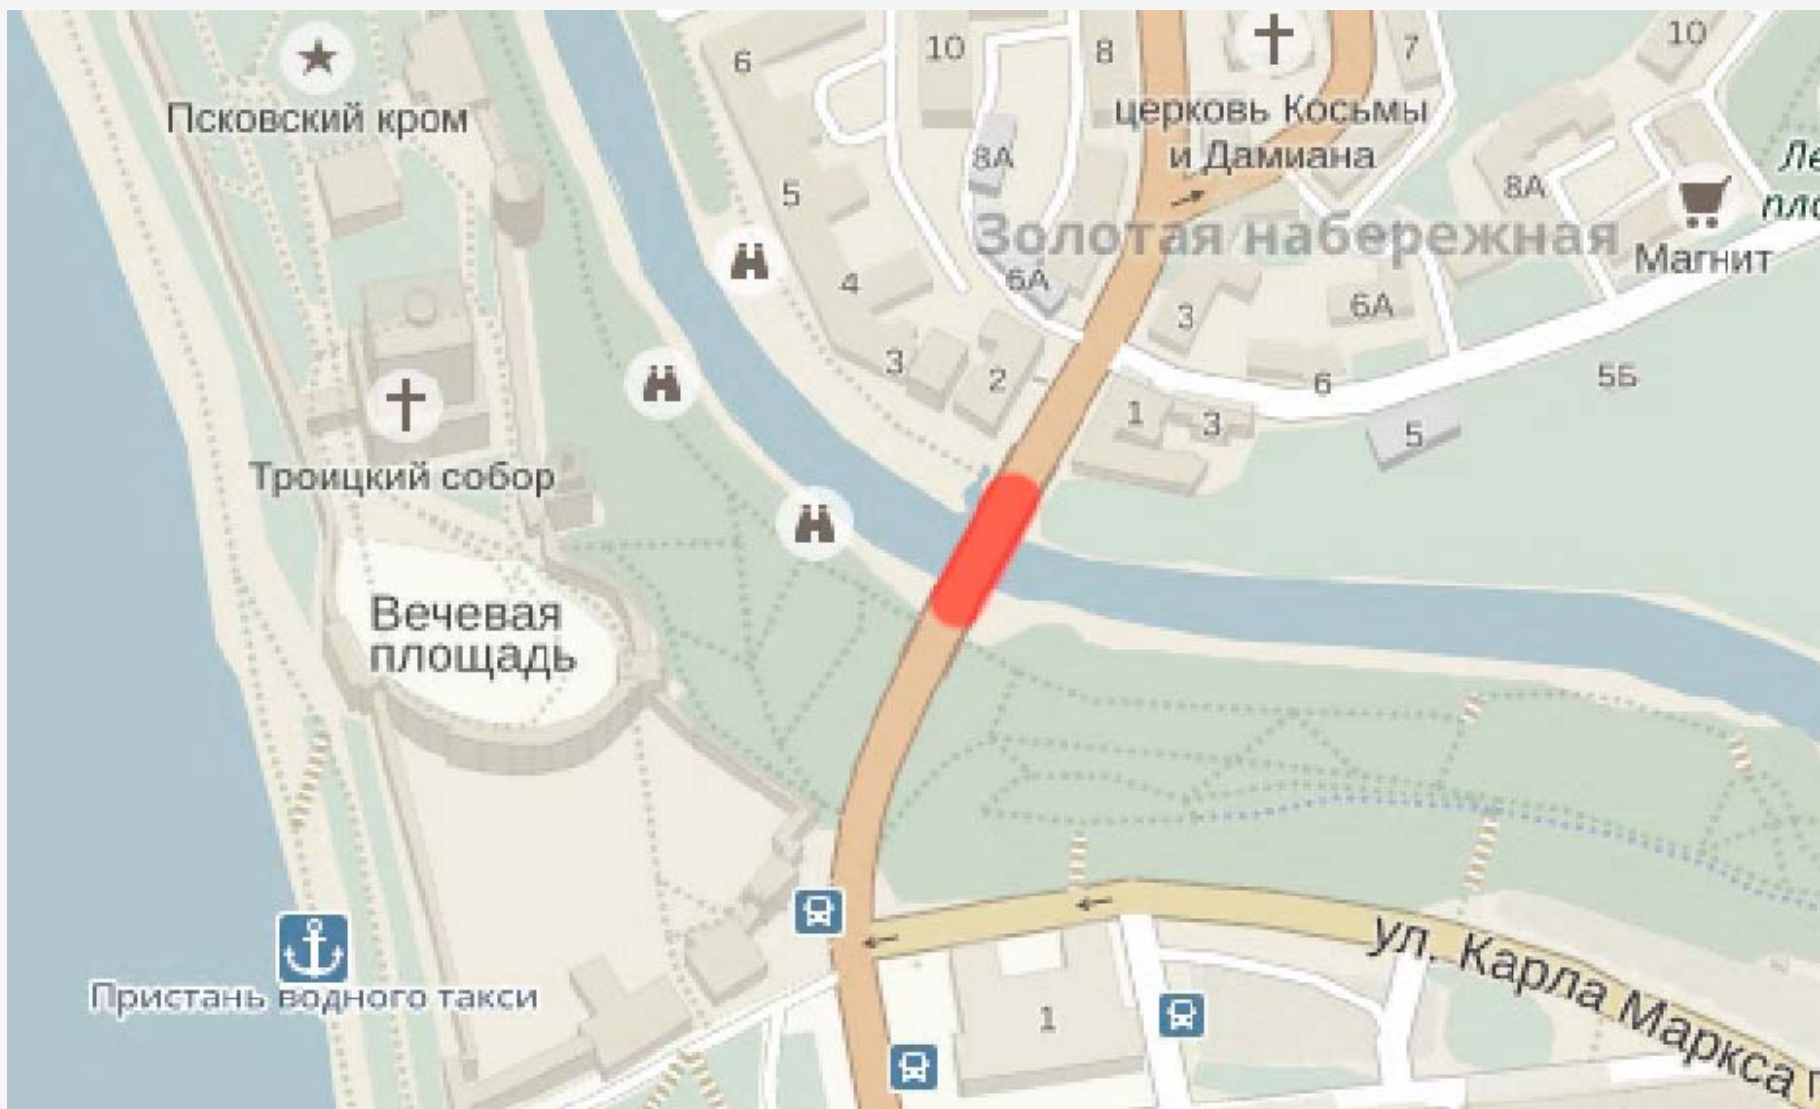 6
10
8
7
10
Псковский кром
церковь Косьмы
и Дамиана
8А
8А
5
Золотая набережная
Магнит
4
6А
3
6А
3
2
6
5Б
1
3
5
Троицкий собор
Вечевая
площадь
ул. Карла Маркса
Пристань водного такси
1